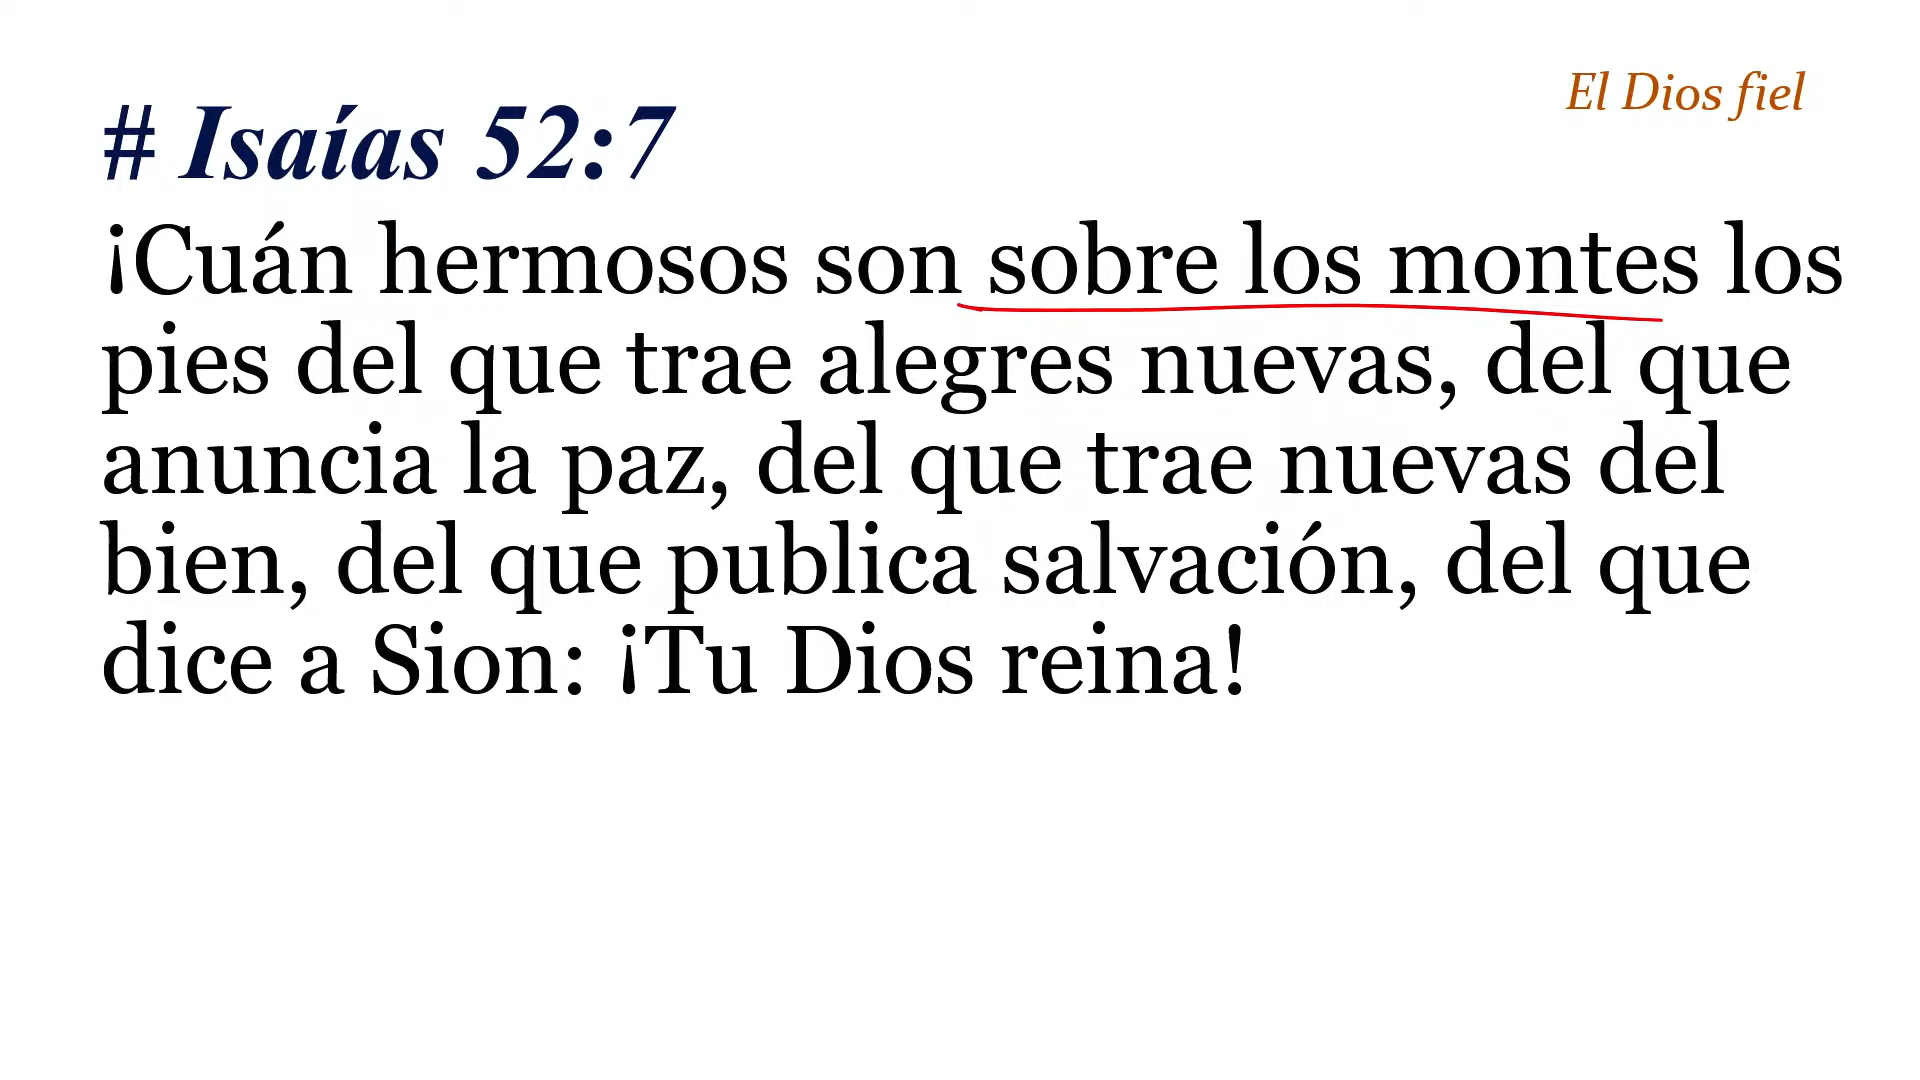 El Dios fiel
# Isaías 52:7
¡Cuán hermosos son sobre los montes los
pies del que trae alegres nuevas, del que
anuncia la paz, del que trae nuevas del
bien, del que publica salvación, del que
dice a Sion: ¡Tu Dios reina!